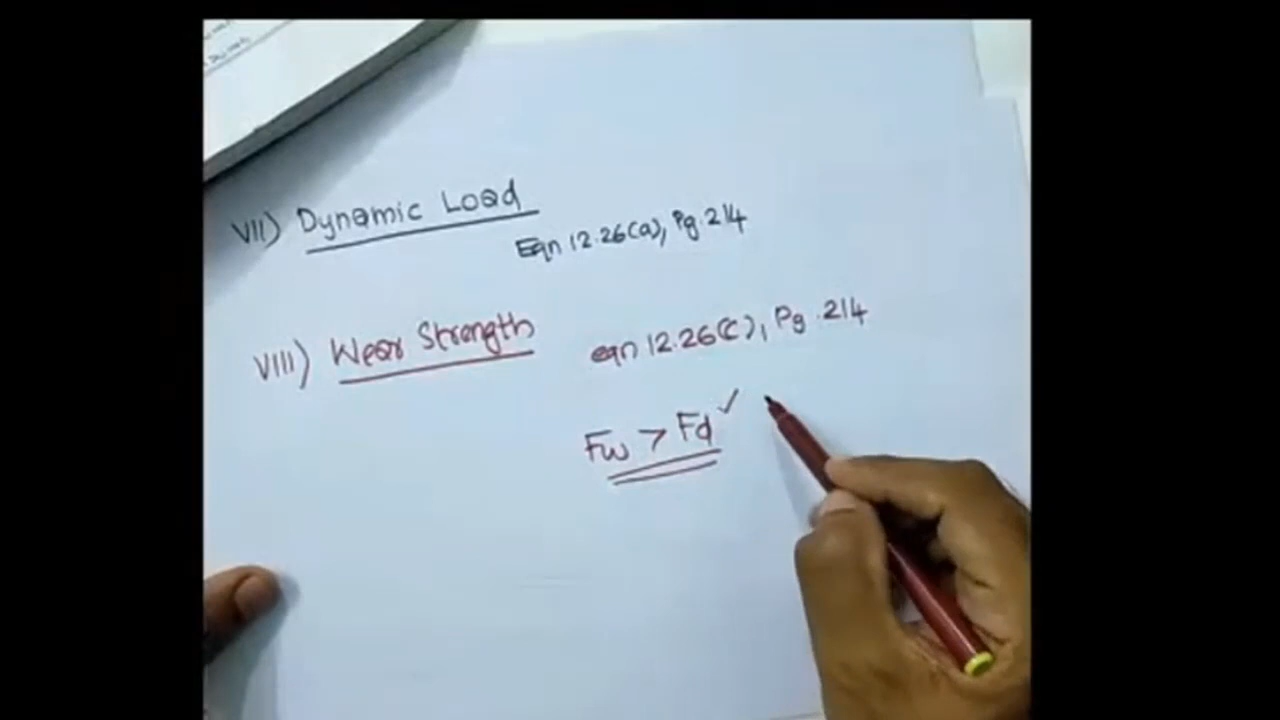 VII) Dynamic Load
Eqn 12.26(a), Pg.214
VIII) Wear Strength
eqn 12.26(c), Pg.214
Fw > Fd ✓